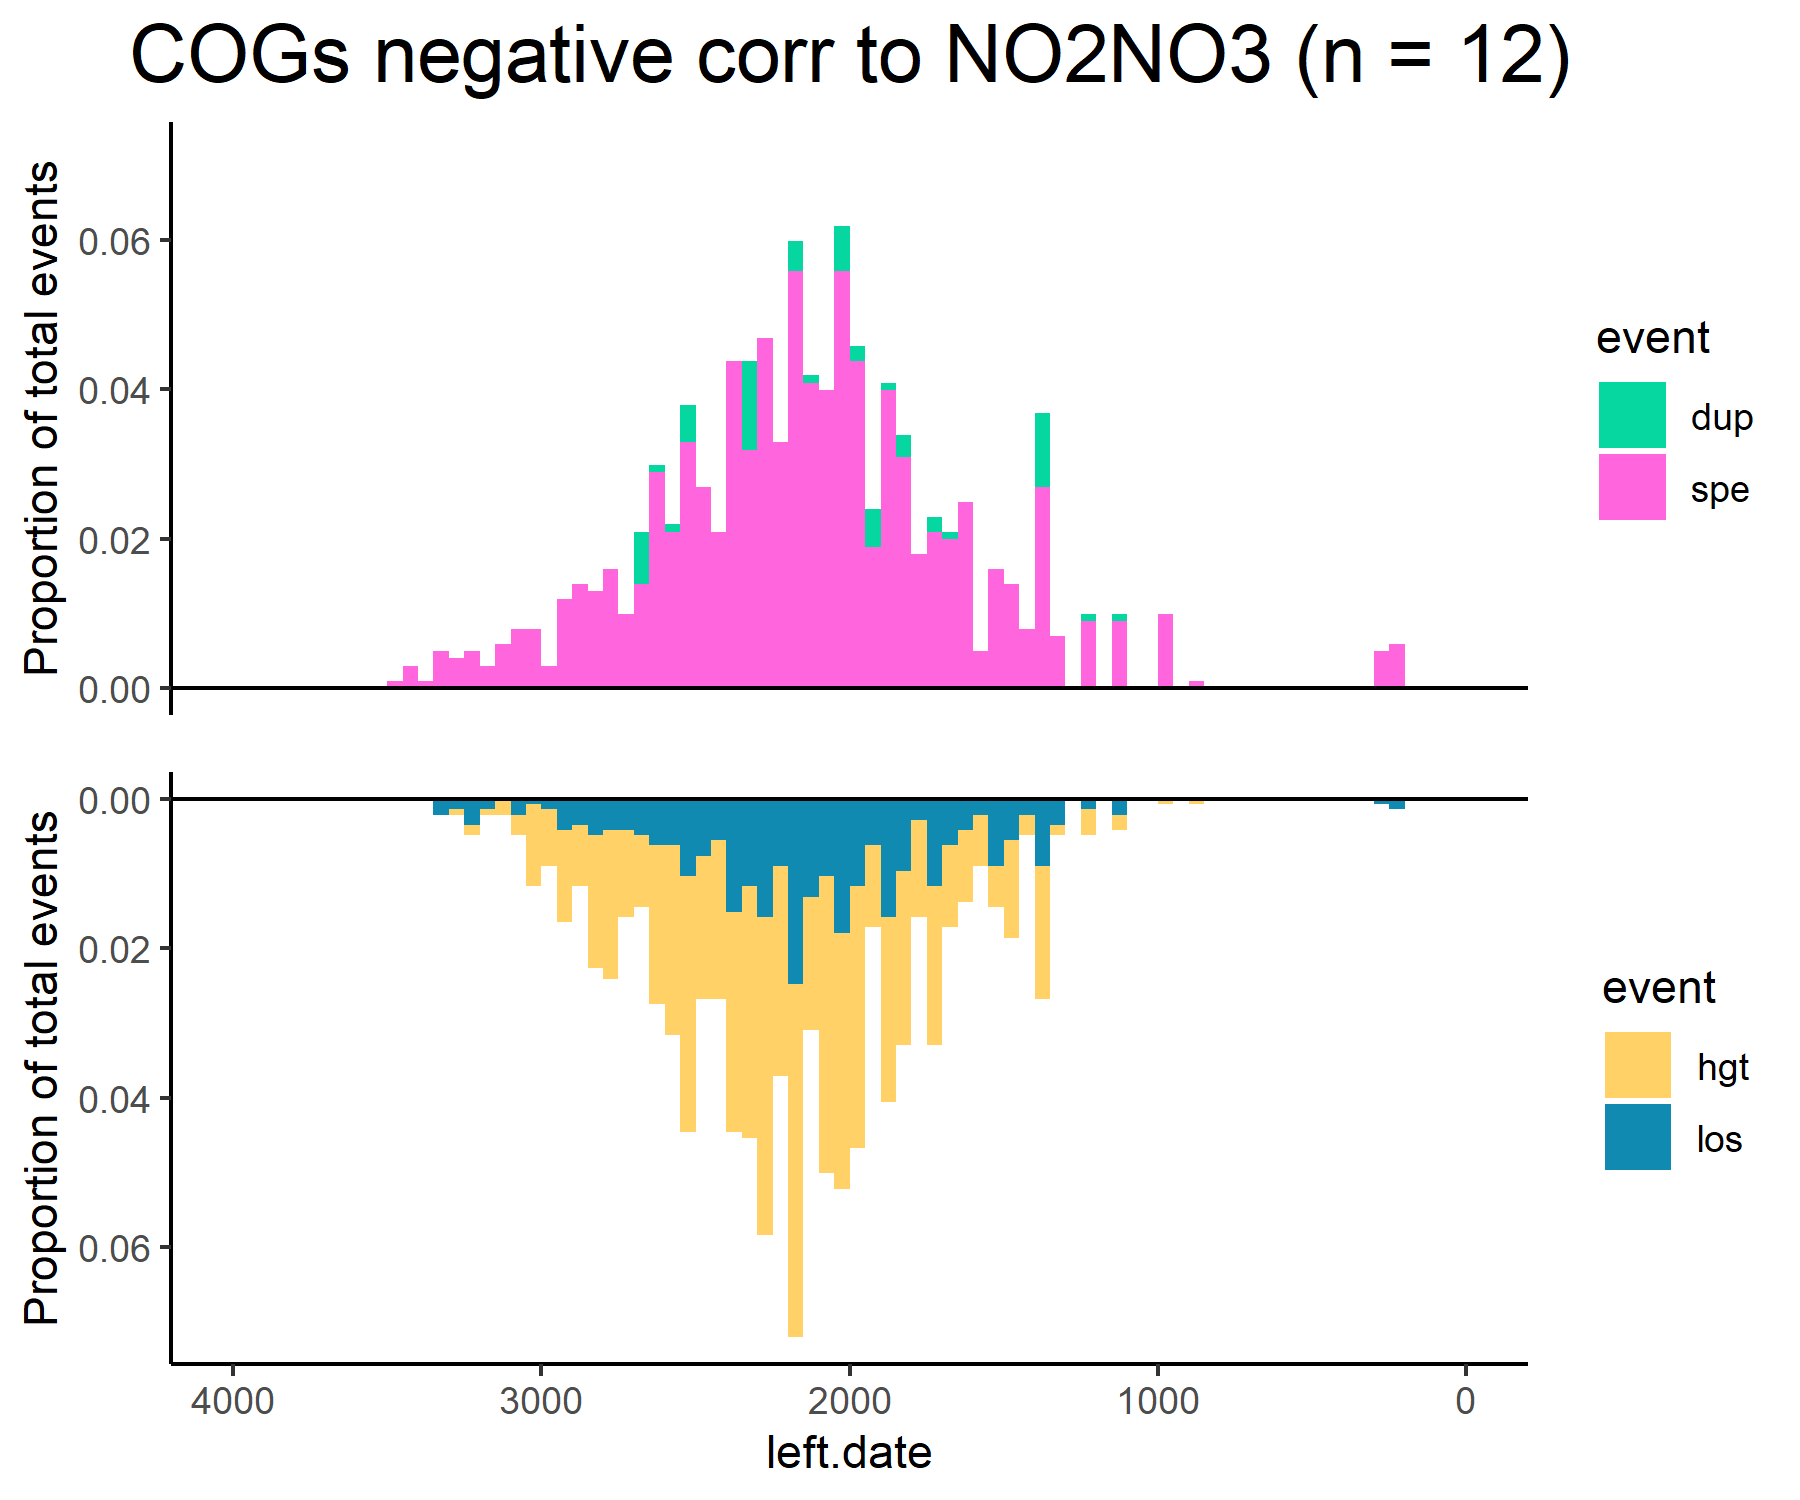 COGs negative corr to NO2NO3 (n = 12)
Proportion of total events
0.06
0.04
0.02
0.00
event
dup
spe
Proportion of total events
0.00
0.02
0.04
0.06
event
hgt
los
4000 3000 2000 1000 0
left.date